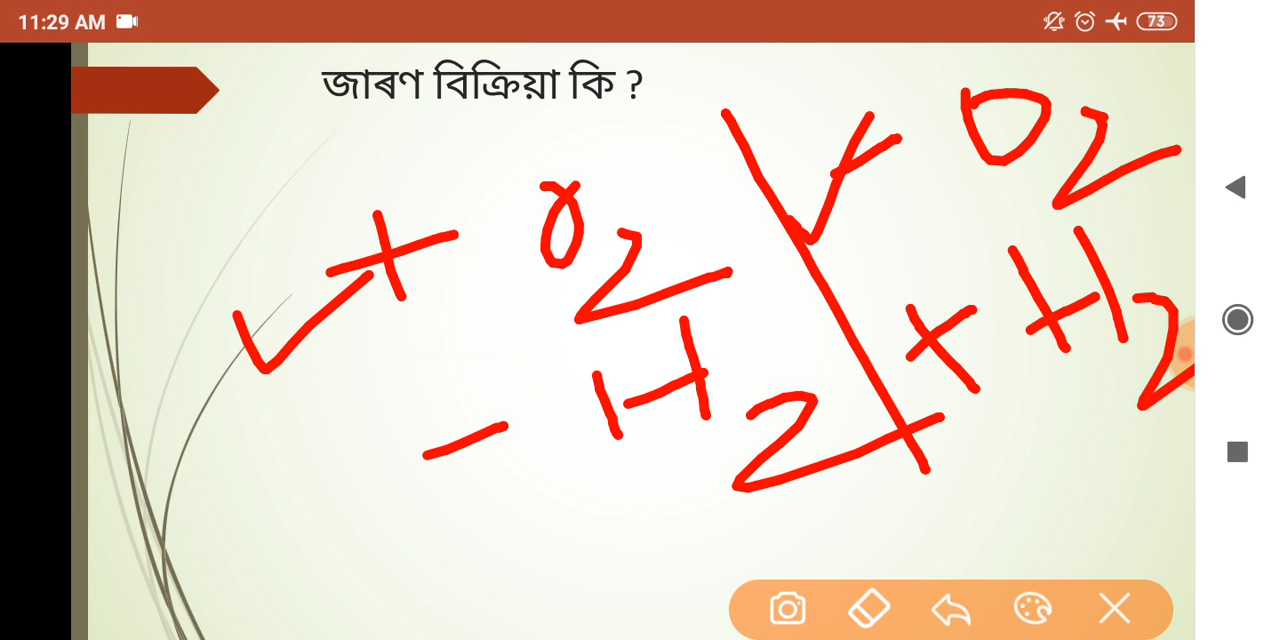 11:29 AM
73
জাৰণ বিক্ৰিয়া কি ?
+ O2
- H2
O2
+ H2